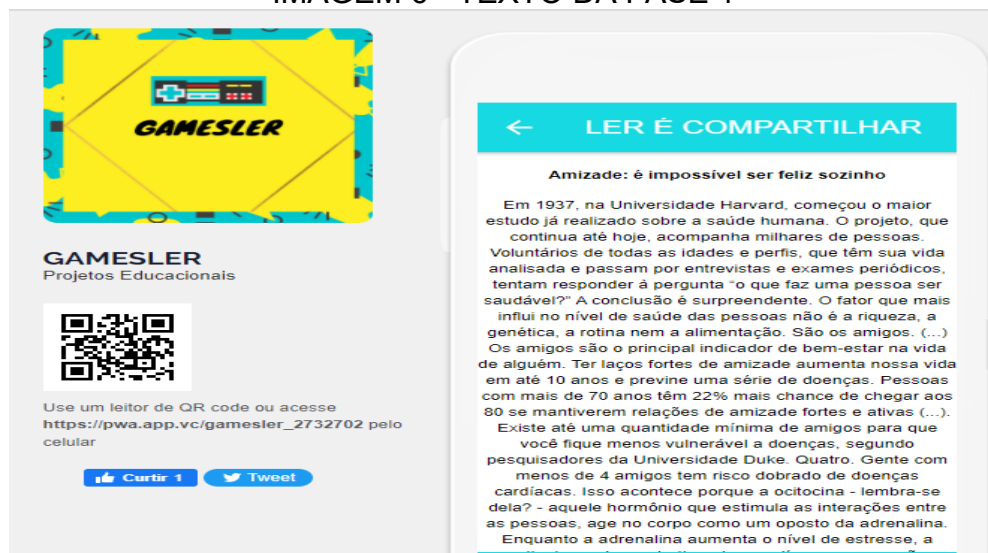 GAMESLER
GAMESLER
Projetos Educacionais
Use um leitor de QR code ou acesse
https://pwa.app.vc/gamesler_2732702 pelo
celular
Curtir 1
Tweet
LER É COMPARTILHAR
Amizade: é impossível ser feliz sozinho
Em 1937, na Universidade Harvard, começou o maior
estudo já realizado sobre a saúde humana. O projeto, que
continua até hoje, acompanha milhares de pessoas.
Voluntários de todas as idades e perfis, que têm sua vida
analisada e passam por entrevistas e exames periódicos,
tentam responder à pergunta “o que faz uma pessoa ser
saudável?” A conclusão é surpreendente. O fator que mais
influi no nível de saúde das pessoas não é a riqueza, a
genética, a rotina nem a alimentação. São os amigos. (...)
Os amigos são o principal indicador de bem-estar na vida
de alguém. Ter laços fortes de amizade aumenta nossa vida
em até 10 anos e previne uma série de doenças. Pessoas
com mais de 70 anos têm 22% mais chance de chegar aos
80 se mantiverem relações de amizade fortes e ativas (...).
Existe até uma quantidade mínima de amigos para que
você fique menos vulnerável a doenças, segundo
pesquisadores da Universidade Duke. Quatro. Gente com
menos de 4 amigos tem risco dobrado de doenças
cardíacas. Isso acontece porque a ocitocina - lembra-se
dela? - aquele hormônio que estimula as interações entre
as pessoas, age no corpo como um oposto da adrenalina.
Enquanto a adrenalina aumenta o nível de estresse, a